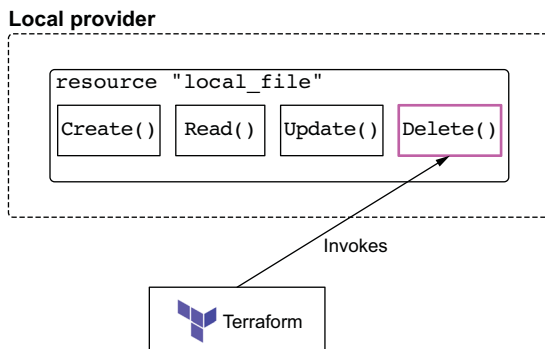 Local provider
resource "local_file"
Create() Read() Update() Delete()
Invokes
Terraform